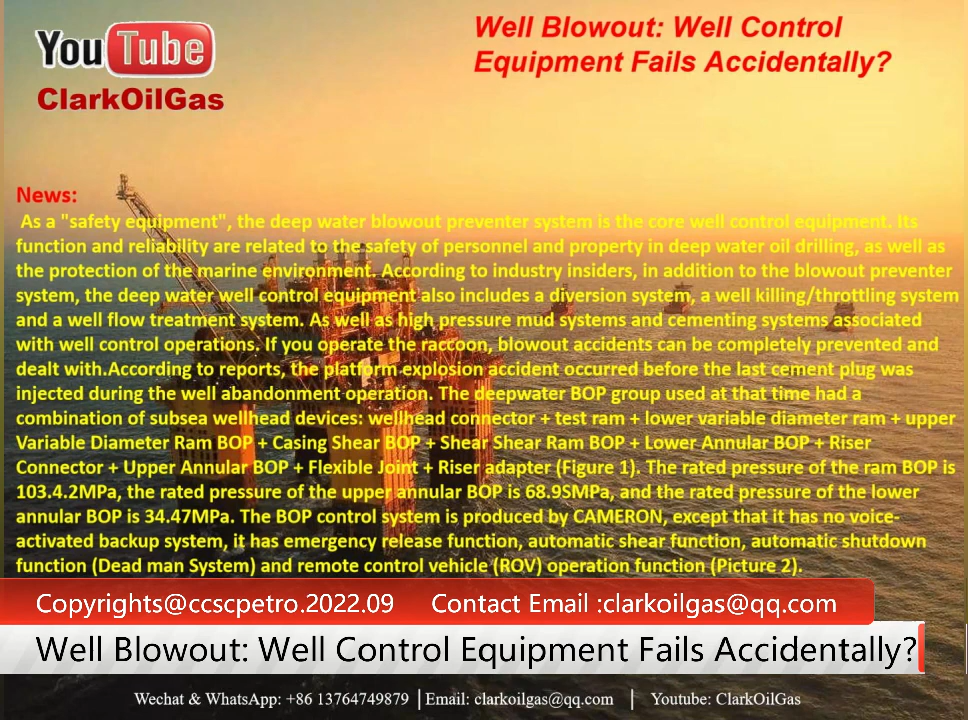 YouTube
ClarkOilGas
Well Blowout: Well Control
Equipment Fails Accidentally?
News:
As a "safety equipment", the deep water blowout preventer system is the core well control equipment. Its
function and reliability are related to the safety of personnel and property in deep water oil drilling, as well as
the protection of the marine environment. According to industry insiders, in addition to the blowout preventer
system, the deep water well control equipment also includes a diversion system, a well killing/throttling system
and a well flow treatment system. As well as high pressure mud systems and cementing systems associated
with well control operations. If you operate the raccoon, blowout accidents can be completely prevented and
dealt with.According to reports, the platform explosion accident occurred before the last cement plug was
injected during the well abandonment operation. The deepwater BOP group used at that time had a
combination of subsea wellhead devices: wellhead connector + test ram + lower variable diameter ram + upper
Variable Diameter Ram BOP + Casing Shear BOP + Shear Shear Ram BOP + Lower Annular BOP + Riser
Connector + Upper Annular BOP + Flexible Joint + Riser adapter (Figure 1). The rated pressure of the ram BOP is
103.4.2MPa, the rated pressure of the upper annular BOP is 68.9SMPa, and the rated pressure of the lower
annular BOP is 34.47MPa. The BOP control system is produced by CAMERON, except that it has no voice-
activated backup system, it has emergency release function, automatic shear function, automatic shutdown
function (Dead man System) and remote control vehicle (ROV) operation function (Picture 2).
Copyrights@ccscpetro.2022.09 Contact Email :clarkoilgas@qq.com
Well Blowout: Well Control Equipment Fails Accidentally?
Wechat & WhatsApp: +86 13764749879 | Email: clarkoilgas@qq.com | Youtube: ClarkOilGas